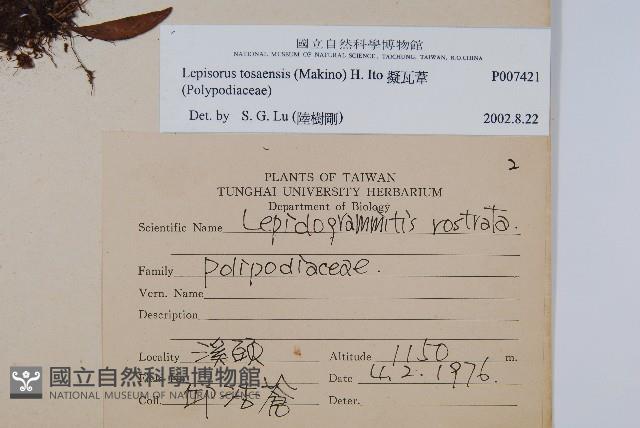 國立自然科學博物館
NATIONAL MUSEUM OF NATURAL SCIENCE, TAICHUNG, TAIWAN, R.O.CHINA
Lepisorus tosaensis (Makino) H. Ito 擬瓦葦 P007421
(Polypodiaceae)
Det. by S. G. Lu (陸樹剛) 2002.8.22
2
PLANTS OF TAIWAN
TUNGHAI UNIVERSITY HERBARIUM
Department of Biology
Scientific Name Lepidogrammitis rostrata.
Family polipodiaceae.
Vern. Name
Description
Locality 溪頭 Altitude 1150 m.
Date 4.2.1976.
Coll. Deter.
國立自然科學博物館
NATIONAL MUSEUM OF NATURAL SCIENCE